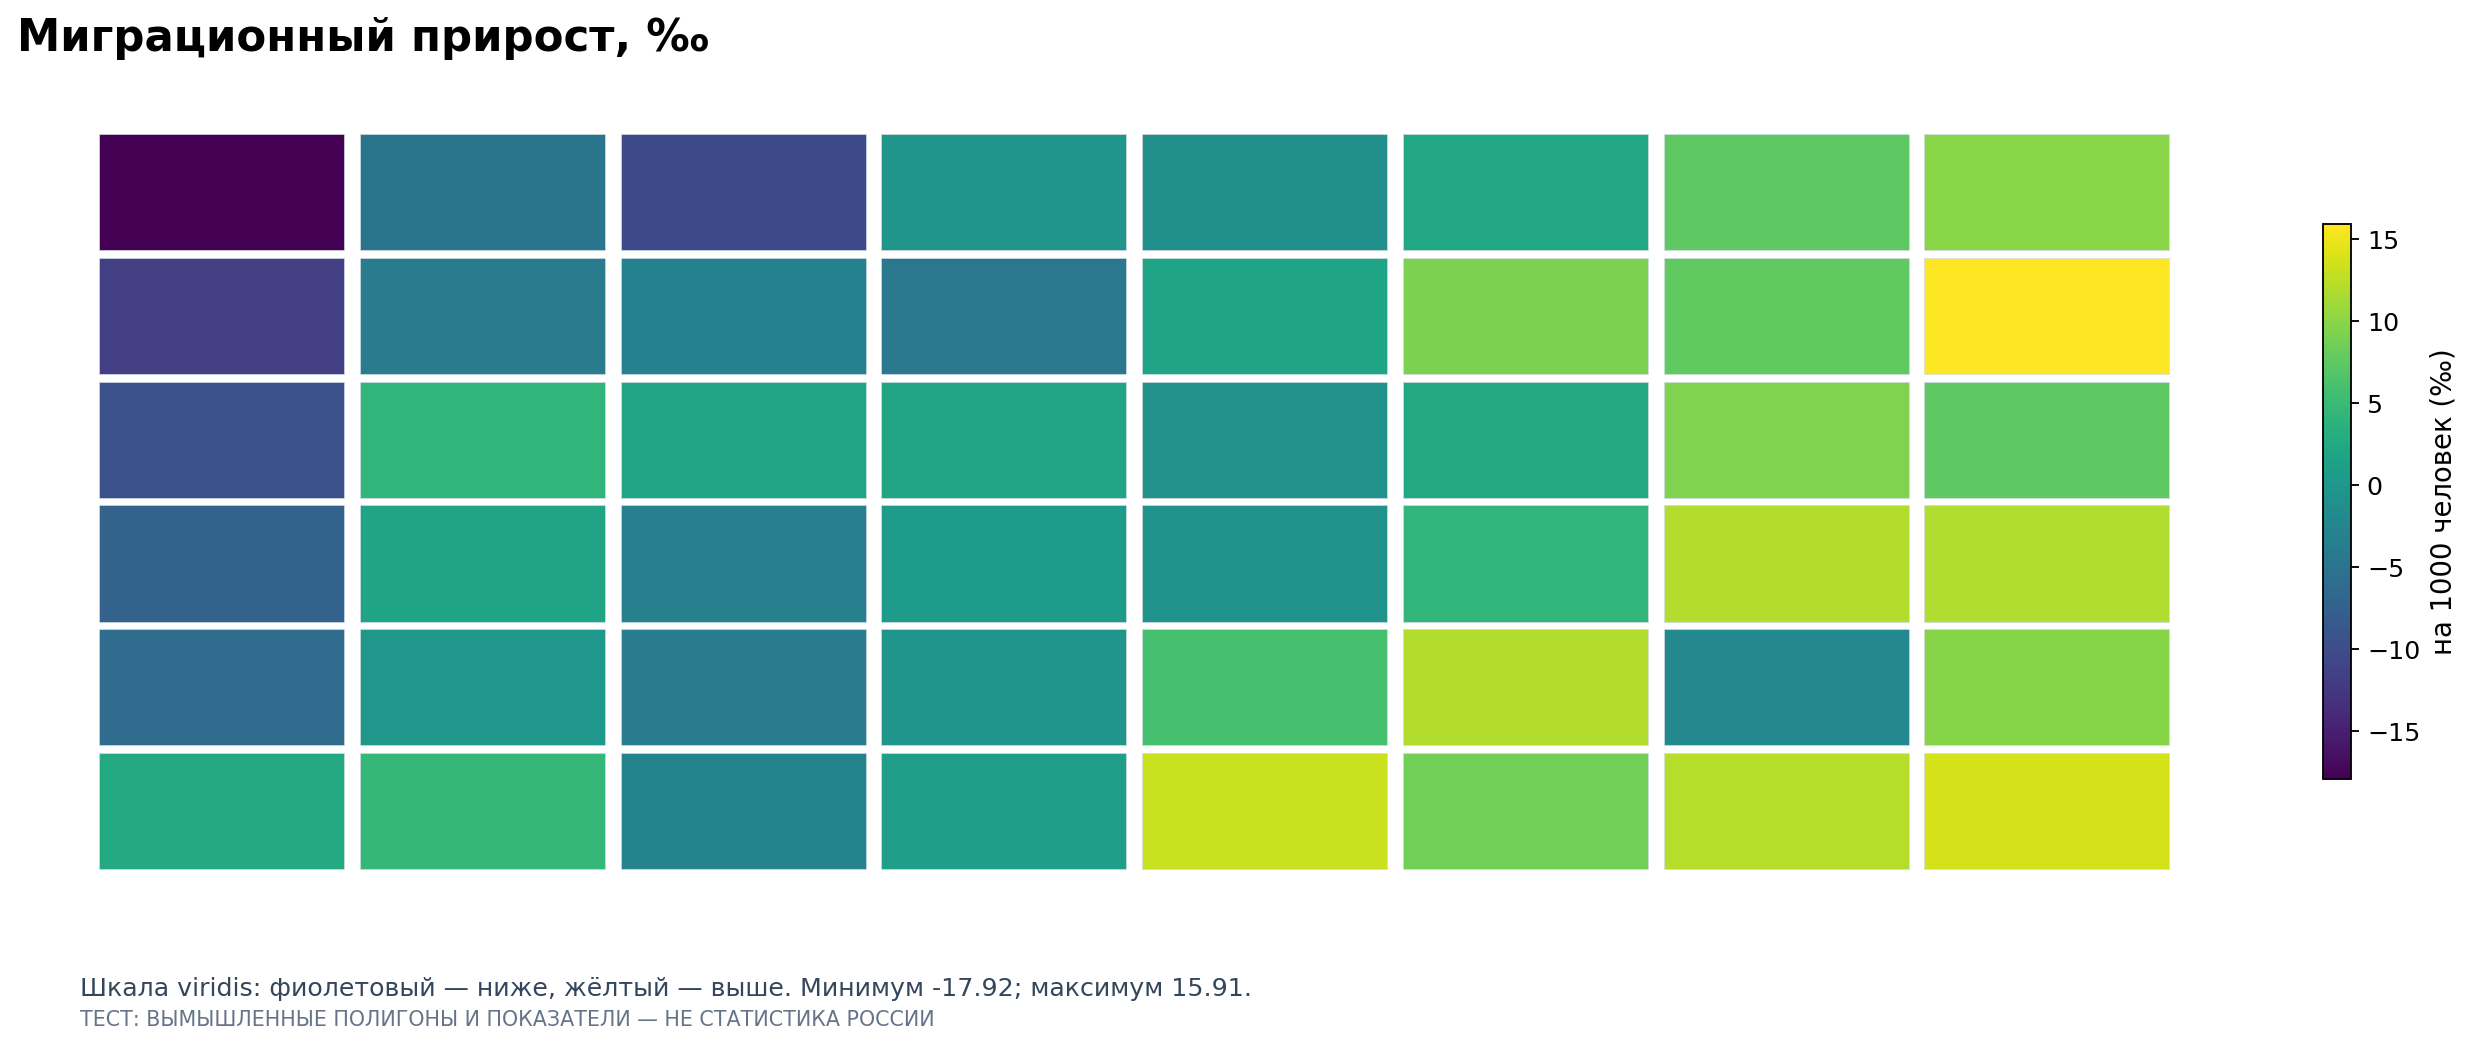 Миграционный прирост, ‰
15
10
5
0
−5
−10
−15
на 1000 человек (‰)
Шкала viridis: фиолетовый — ниже, жёлтый — выше. Минимум -17.92; максимум 15.91.
ТЕСТ: ВЫМЫШЛЕННЫЕ ПОЛИГОНЫ И ПОКАЗАТЕЛИ — НЕ СТАТИСТИКА РОССИИ